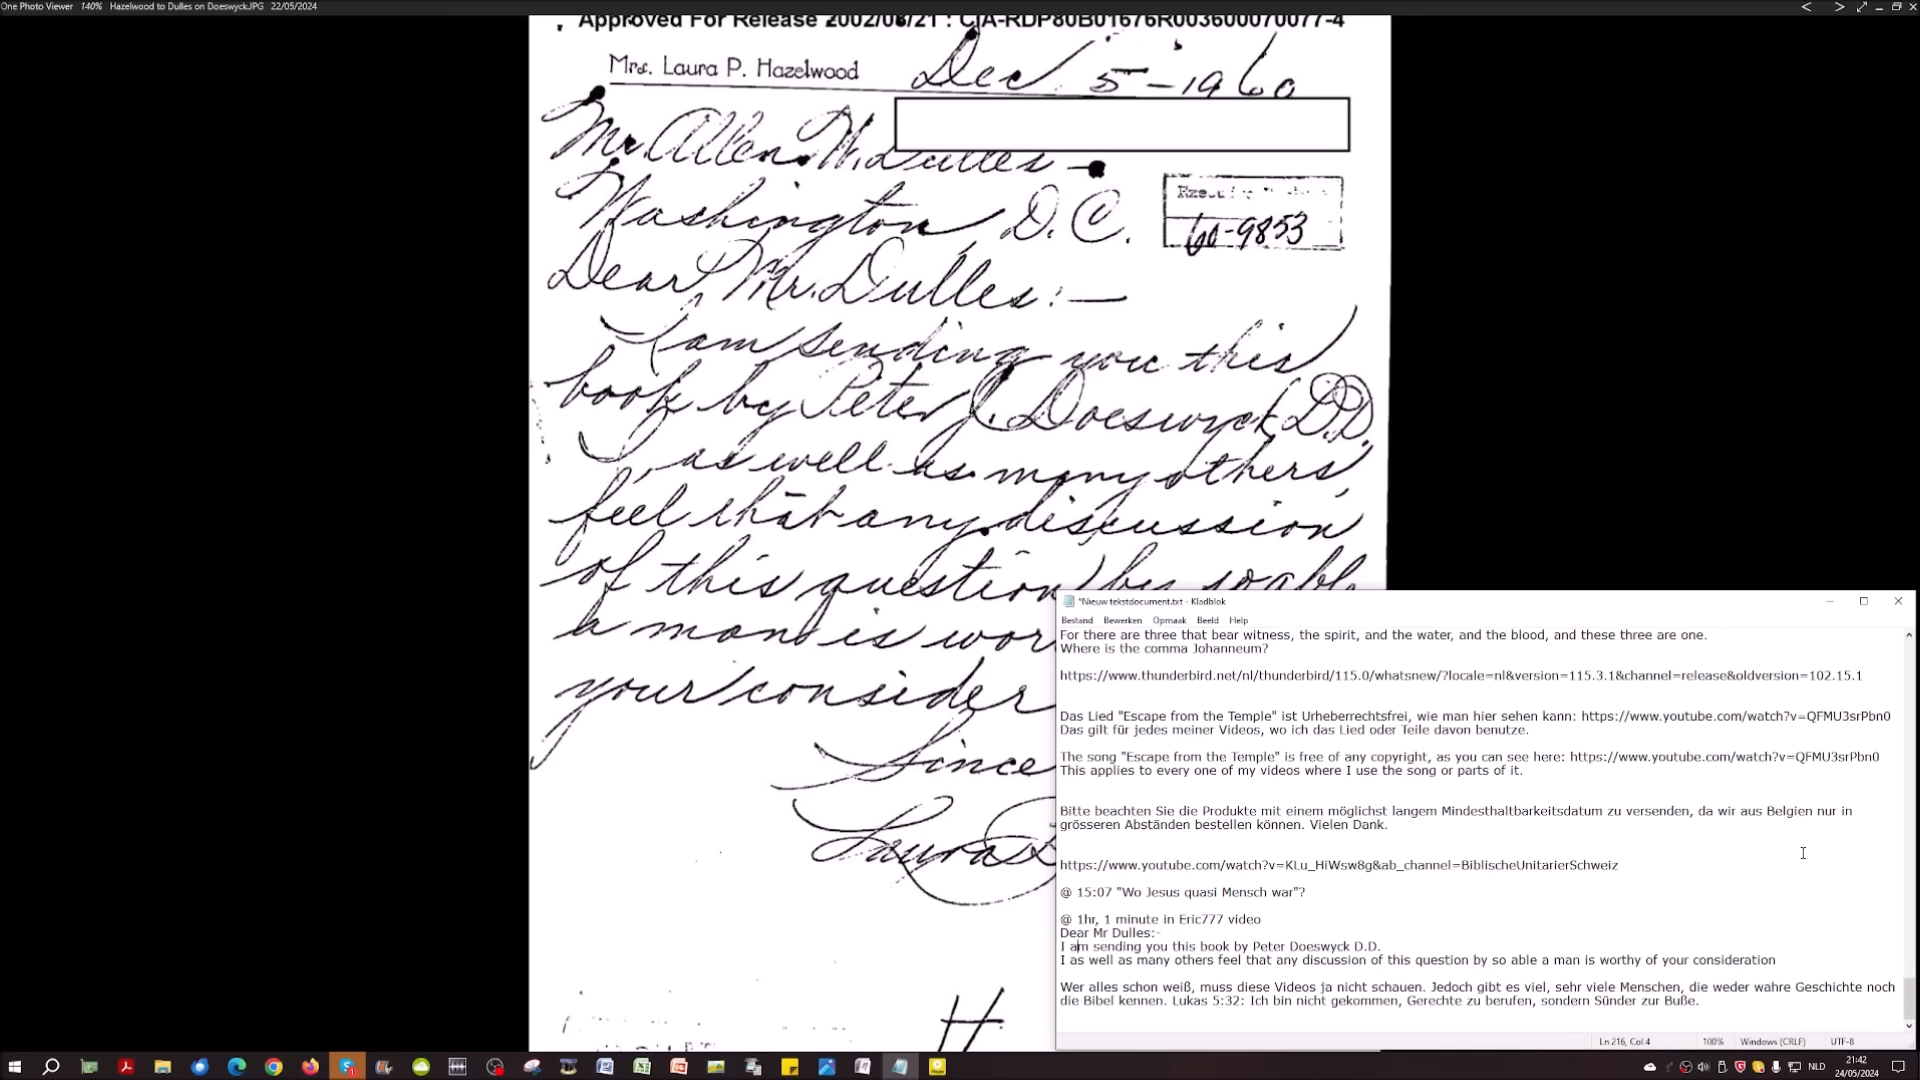 One Photo Viewer 140% Hazelwood to Dulles on Doeswyck.JPG 22/05/2024
Approved For Release 2002/08/21 : CIA-RDP80B01676R003600070077-4
Mrs. Laura P. Hazelwood
Dec 5-1960
Mr. Allen W. Dulles -
Washington, D.C.
60-9853
Dear Mr. Dulles:-
I am sending you this
book by Peter J. Doeswyck D.D.
I, as well as many others,
feel that any discussion
of this question by so able
a man is wor
your consider
Since
Laura
H
*Nieuw tekstdocument.txt - Kladblok
Bestand Bewerken Opmaak Beeld Help
For there are three that bear witness, the spirit, and the water, and the blood, and these three are one.
Where is the comma Johanneum?
https://www.thunderbird.net/nl/thunderbird/115.0/whatsnew/?locale=nl&version=115.3.1&channel=release&oldversion=102.15.1
Das Lied "Escape from the Temple" ist Urheberrechtsfrei, wie man hier sehen kann: https://www.youtube.com/watch?v=QFMU3srPbn0
Das gilt für jedes meiner Videos, wo ich das Lied oder Teile davon benutze.
The song "Escape from the Temple" is free of any copyright, as you can see here: https://www.youtube.com/watch?v=QFMU3srPbn0
This applies to every one of my videos where I use the song or parts of it.
Bitte beachten Sie die Produkte mit einem möglichst langem Mindesthaltbarkeitsdatum zu versenden, da wir aus Belgien nur in
grösseren Abständen bestellen können. Vielen Dank.
https://www.youtube.com/watch?v=KLu_HiWsw8g&ab_channel=BiblischeUnitarierSchweiz
@ 15:07 "Wo Jesus quasi Mensch war"?
@ 1hr, 1 minute in Eric777 video
Dear Mr Dulles:-
I am sending you this book by Peter Doeswyck D.D.
I as well as many others feel that any discussion of this question by so able a man is worthy of your consideration
Wer alles schon weiß, muss diese Videos ja nicht schauen. Jedoch gibt es viel, sehr viele Menschen, die weder wahre Geschichte noch
die Bibel kennen. Lukas 5:32: Ich bin nicht gekommen, Gerechte zu berufen, sondern Sünder zur Buße.
Ln 216, Col 4 100% Windows (CRLF) UTF-8
NLD
21:42
24/05/2024